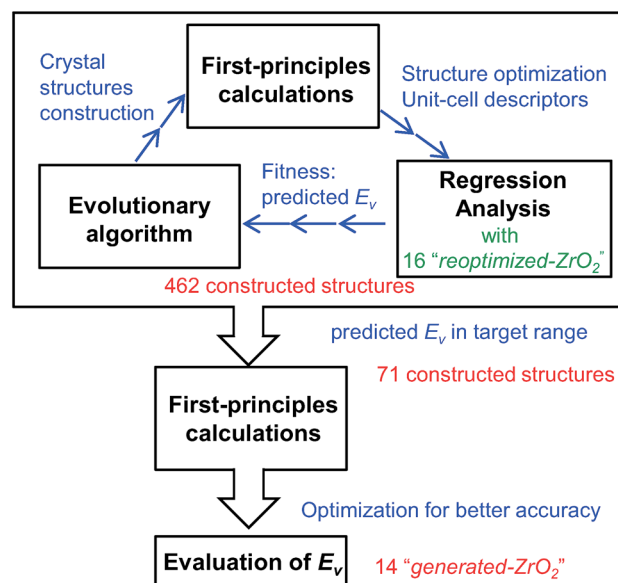 Crystal
structures
construction
First-principles
calculations
Structure optimization
Unit-cell descriptors
Fitness:
predicted Ev
Evolutionary
algorithm
Regression
Analysis
with
16 “reoptimized-ZrO2”
462 constructed structures
predicted Ev in target range
71 constructed structures
First-principles
calculations
Optimization for better accuracy
Evaluation of Ev
14 “generated-ZrO2”